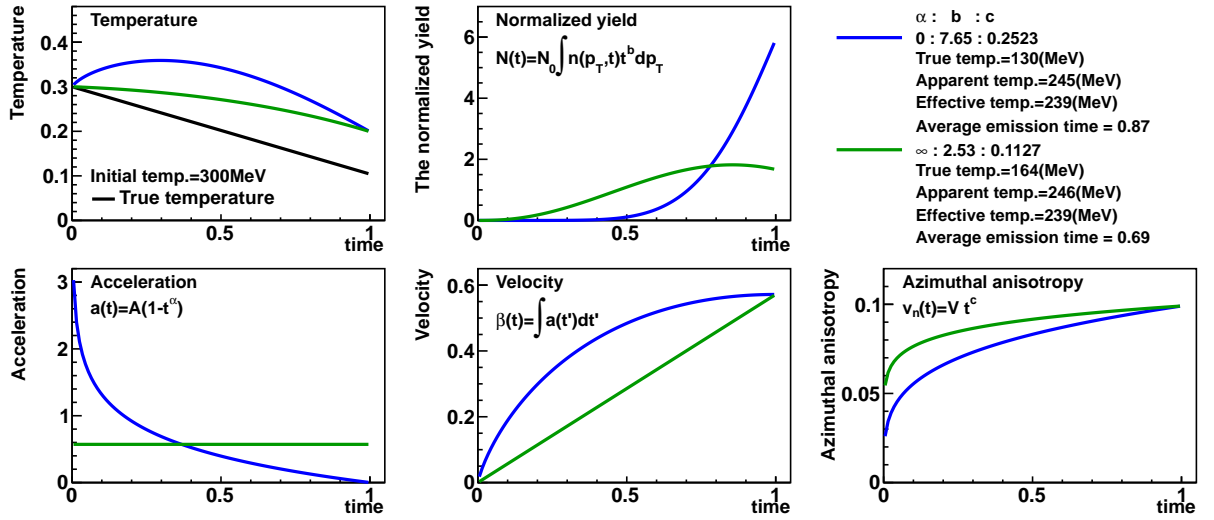 Temperature
Temperature
0.4
0.3
0.2
0.1
0
Initial temp.=300MeV
True temperature
0
0.5
1
time
The normalized yield
Normalized yield
N(t)=N₀∫n(p_T,t)t^b dp_T
6
4
2
0
0
0.5
1
time
α : b : c
0 : 7.65 : 0.2523
True temp.=130(MeV)
Apparent temp.=245(MeV)
Effective temp.=239(MeV)
Average emission time = 0.87
∞ : 2.53 : 0.1127
True temp.=164(MeV)
Apparent temp.=246(MeV)
Effective temp.=239(MeV)
Average emission time = 0.69
Acceleration
Acceleration
a(t)=A(1-t^α)
3
2
1
0
0
0.5
1
time
Velocity
Velocity
β(t)=∫a(t')dt'
0.6
0.4
0.2
0
0
0.5
1
time
Azimuthal anisotropy
Azimuthal anisotropy
v_n(t)=V t^c
0.1
0.05
0
0
0.5
1
time